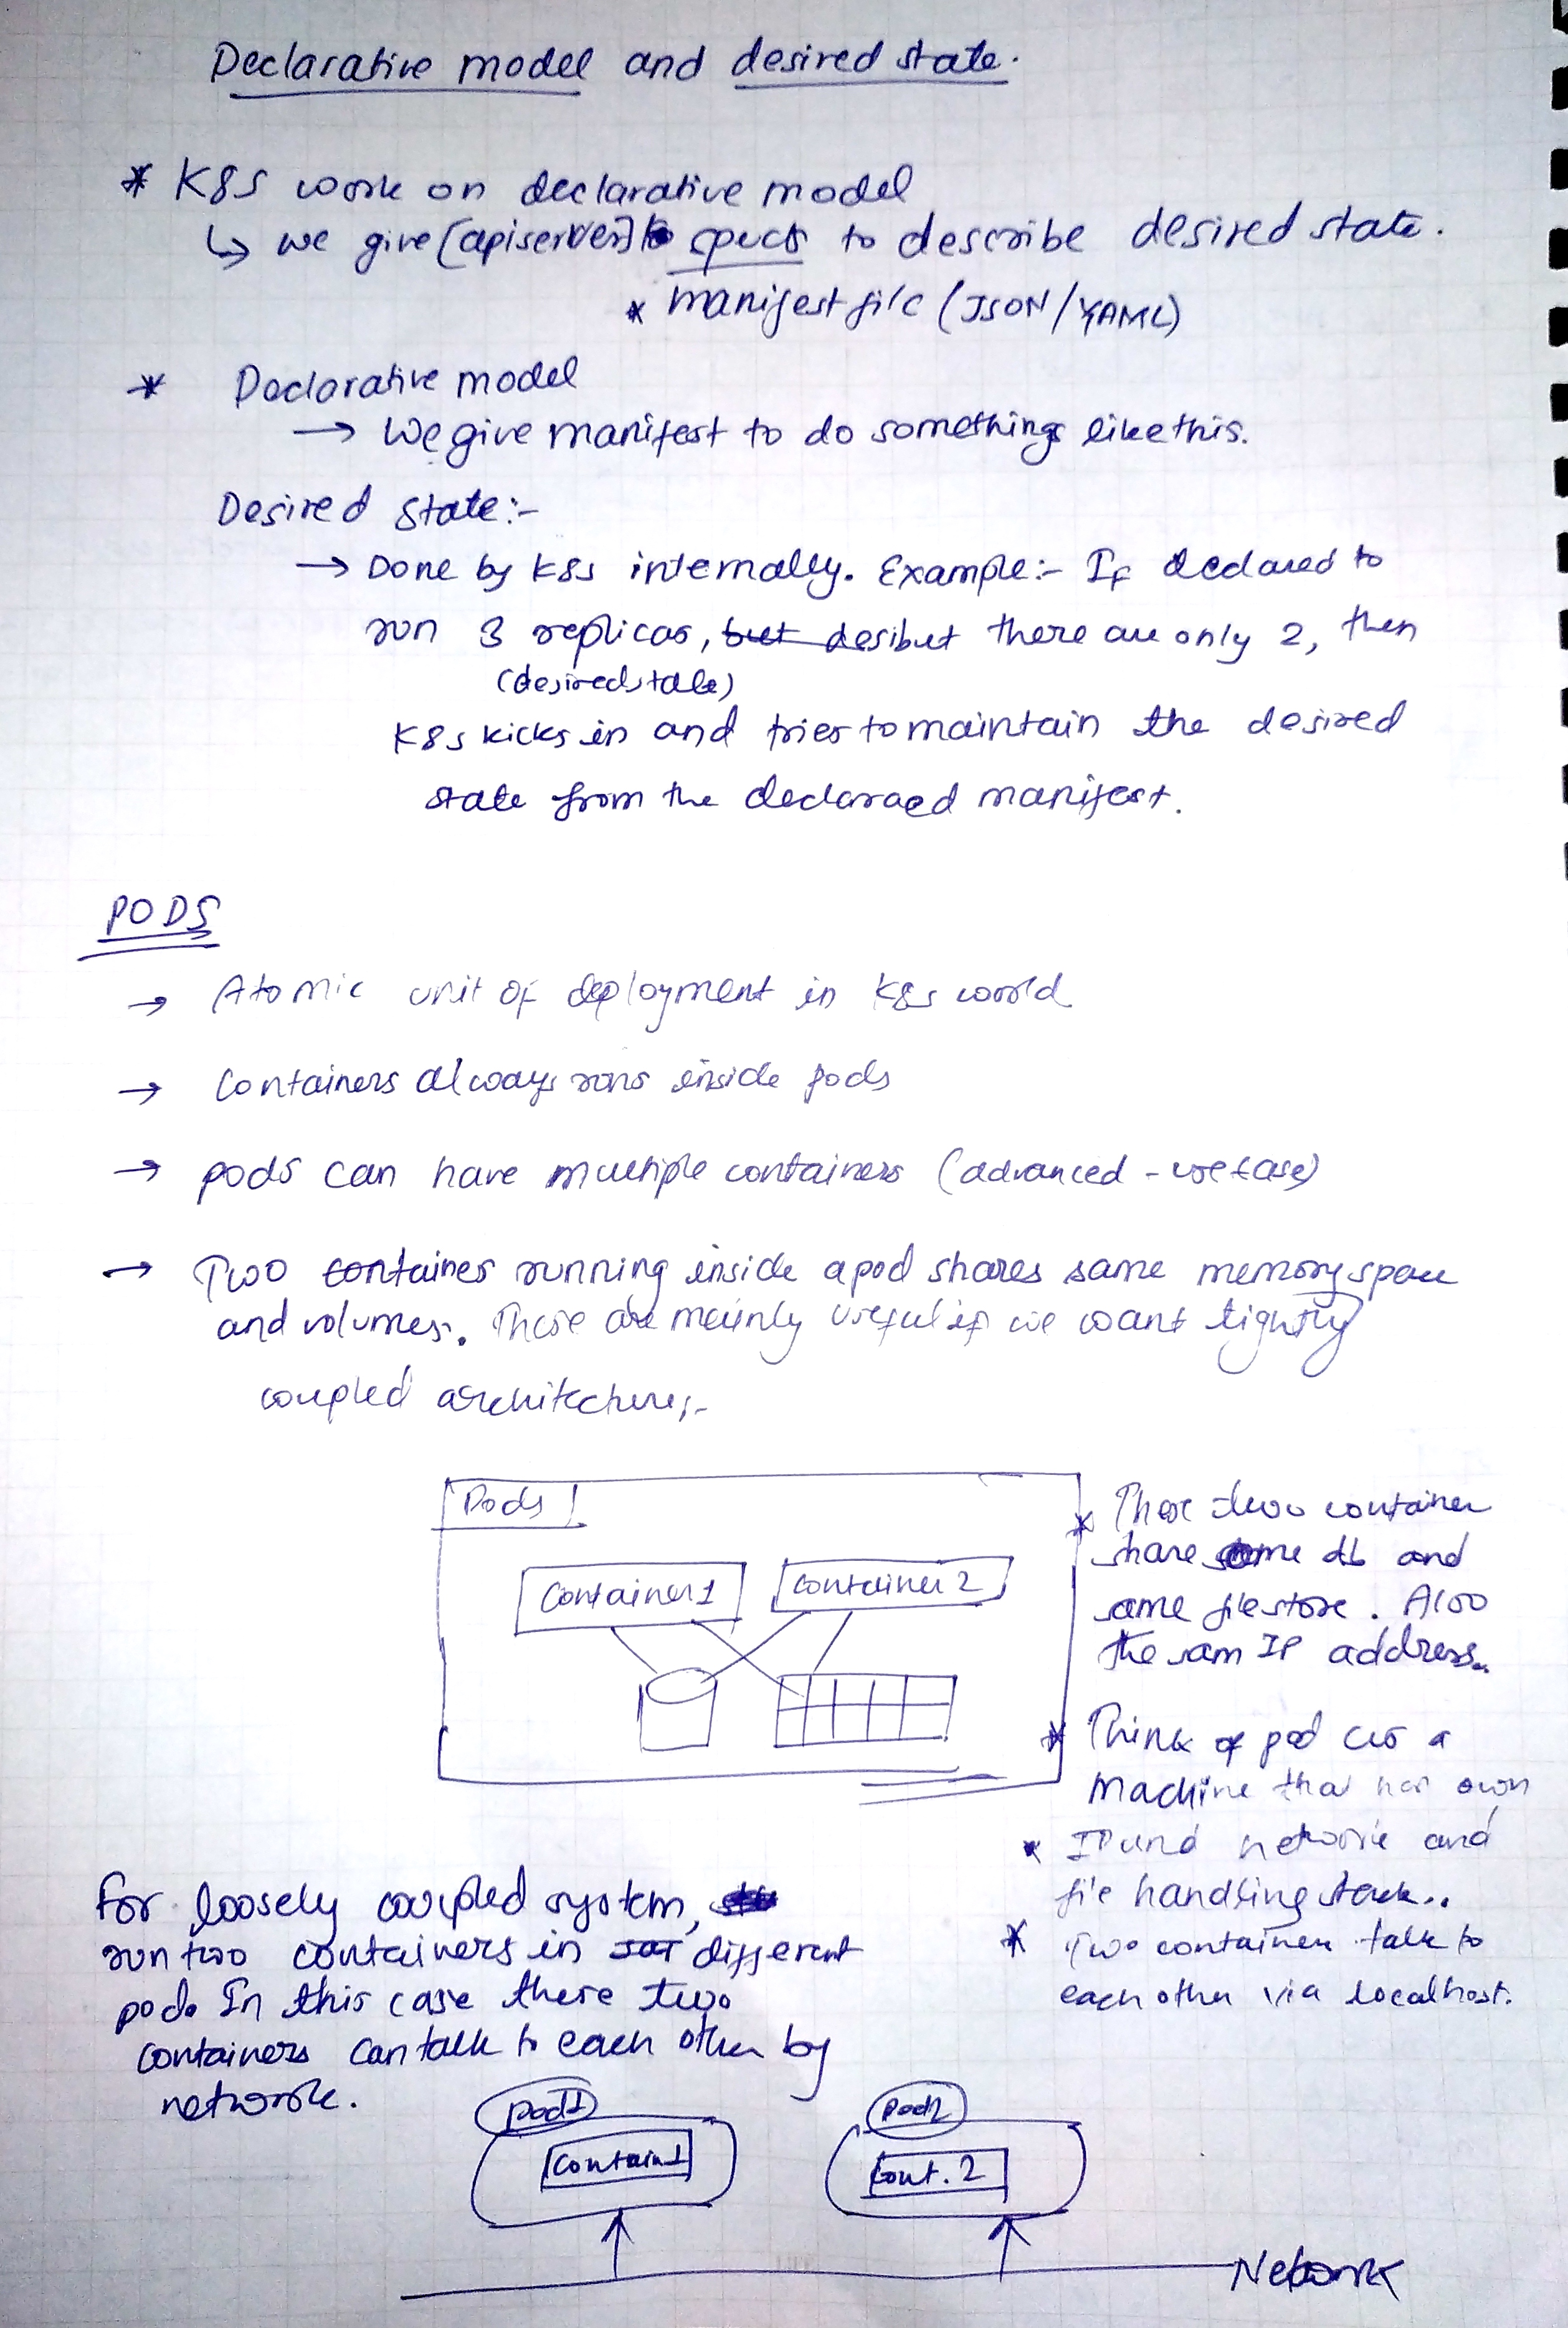 Declarative model and desired state.
* K8S work on declarative model
↳ we give [apiserver] specs to describe desired state.
* manifest file (JSON/YAML)
* Declarative model
→ We give manifest to do somethings like this.
Desired state:-
→ Done by K8s internally. Example:- If declared to
run 3 replicas, but desibut there are only 2, then
(desired state)
K8s kicks in and tries to maintain the desired
state from the declaraed manifest.
PODS
→ Atomic unit of deployment in K8s world
→ Containers always runs inside pods
→ pods can have multiple containers (advanced - usecase)
→ Two container running inside a pod shares same memory space
and volumes. These are mainly useful if we want tightly
coupled architecture:-
Pods
Container1
Container 2
* These two container
share same db and
same filestore. Also
the sam IP address.
* Think of pod as a
Machine that has own
* IP and network and
file handling stack..
* Two container talk to
each other via localhost.
For loosely coupled system,
run two containers in different
pod. In this case there two
containers can talk to each other by
network.
pod1
Contain1
pod2
Cont. 2
Network